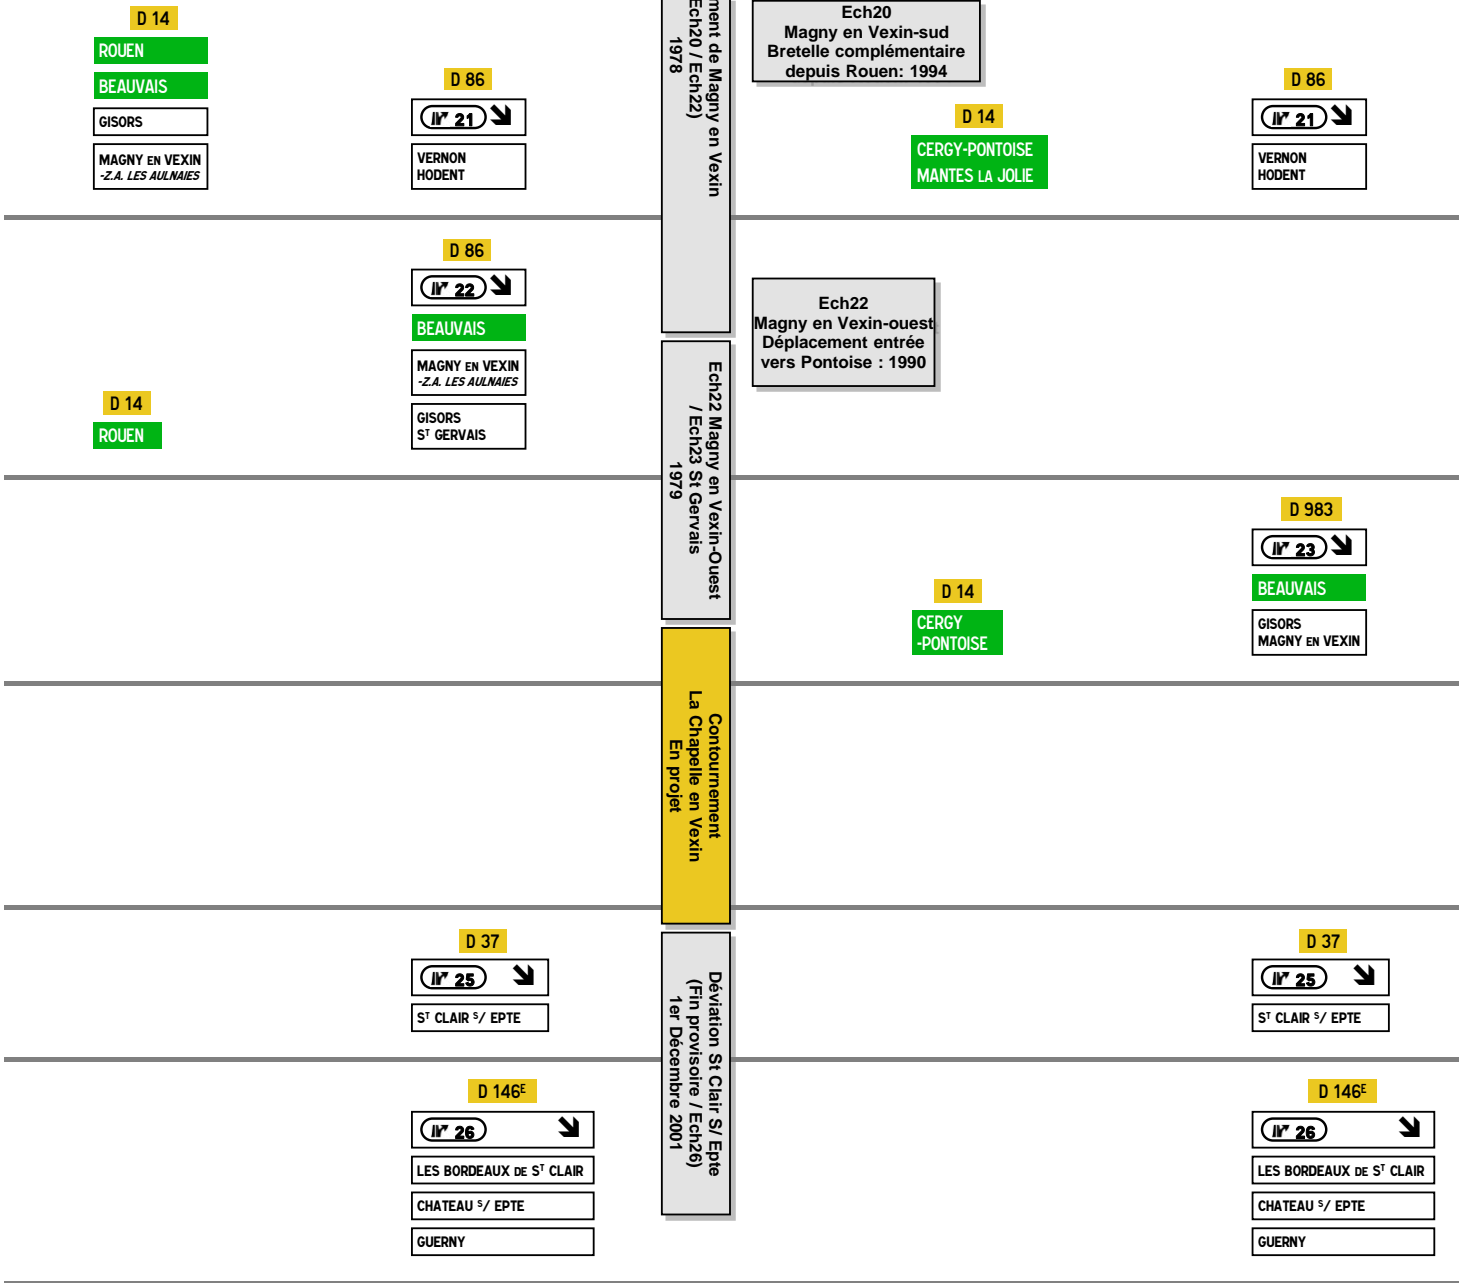 D 14
ROUEN
BEAUVAIS
GISORS
MAGNY EN VEXIN
-Z.A. LES AULNAIES
D 86
21
VERNON
HODENT
ment de Magny en Vexin
Ech20 / Ech22)
1978
Ech20
Magny en Vexin-sud
Bretelle complémentaire
depuis Rouen: 1994
D 14
CERGY-PONTOISE
MANTES LA JOLIE
D 86
21
VERNON
HODENT
D 14
ROUEN
D 86
22
BEAUVAIS
MAGNY EN VEXIN
-Z.A. LES AULNAIES
GISORS
ST GERVAIS
Ech22
Magny en Vexin-ouest
Déplacement entrée
vers Pontoise : 1990
Ech22 Magny en Vexin-Ouest
/ Ech23 St Gervais
1979
D 14
CERGY
-PONTOISE
D 983
23
BEAUVAIS
GISORS
MAGNY EN VEXIN
Contournement
La Chapelle en Vexin
En projet
D 37
25
ST CLAIR S/ EPTE
Déviation St Clair S/ Epte
(Fin provisoire / Ech26)
1er Décembre 2001
D 37
25
ST CLAIR S/ EPTE
D 146E
26
LES BORDEAUX DE ST CLAIR
CHATEAU S/ EPTE
GUERNY
D 146E
26
LES BORDEAUX DE ST CLAIR
CHATEAU S/ EPTE
GUERNY